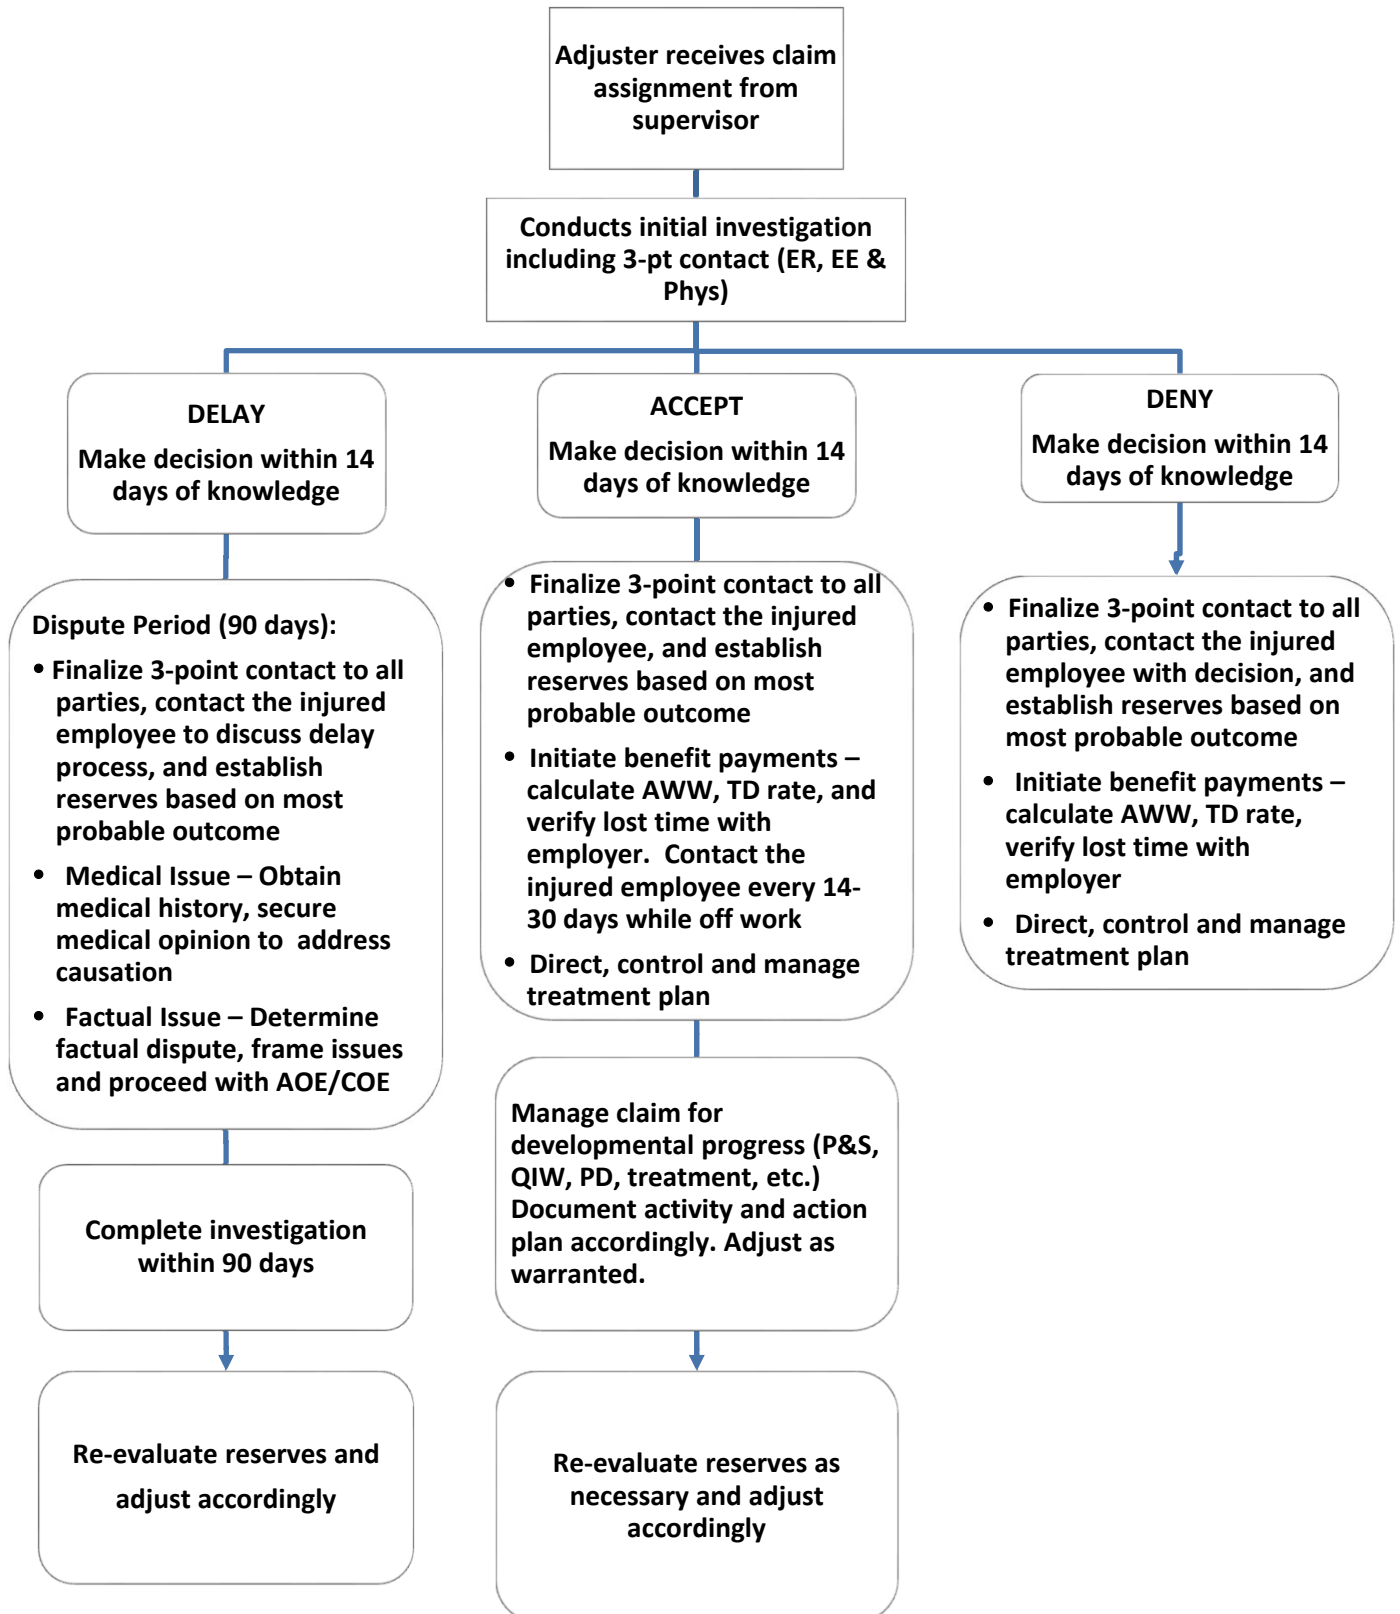 Adjuster receives claim
assignment from
supervisor
Conducts initial investigation
including 3-pt contact (ER, EE &
Phys)
DELAY
Make decision within 14
days of knowledge
ACCEPT
Make decision within 14
days of knowledge
DENY
Make decision within 14
days of knowledge
Dispute Period (90 days):
• Finalize 3-point contact to all
parties, contact the injured
employee to discuss delay
process, and establish
reserves based on most
probable outcome
• Medical Issue – Obtain
medical history, secure
medical opinion to address
causation
• Factual Issue – Determine
factual dispute, frame issues
and proceed with AOE/COE
• Finalize 3-point contact to all
parties, contact the injured
employee, and establish
reserves based on most
probable outcome
• Initiate benefit payments –
calculate AWW, TD rate, and
verify lost time with
employer. Contact the
injured employee every 14-
30 days while off work
• Direct, control and manage
treatment plan
• Finalize 3-point contact to all
parties, contact the injured
employee with decision, and
establish reserves based on
most probable outcome
• Initiate benefit payments –
calculate AWW, TD rate,
verify lost time with
employer
• Direct, control and manage
treatment plan
Complete investigation
within 90 days
Manage claim for
developmental progress (P&S,
QIW, PD, treatment, etc.)
Document activity and action
plan accordingly. Adjust as
warranted.
Re-evaluate reserves and
adjust accordingly
Re-evaluate reserves as
necessary and adjust
accordingly